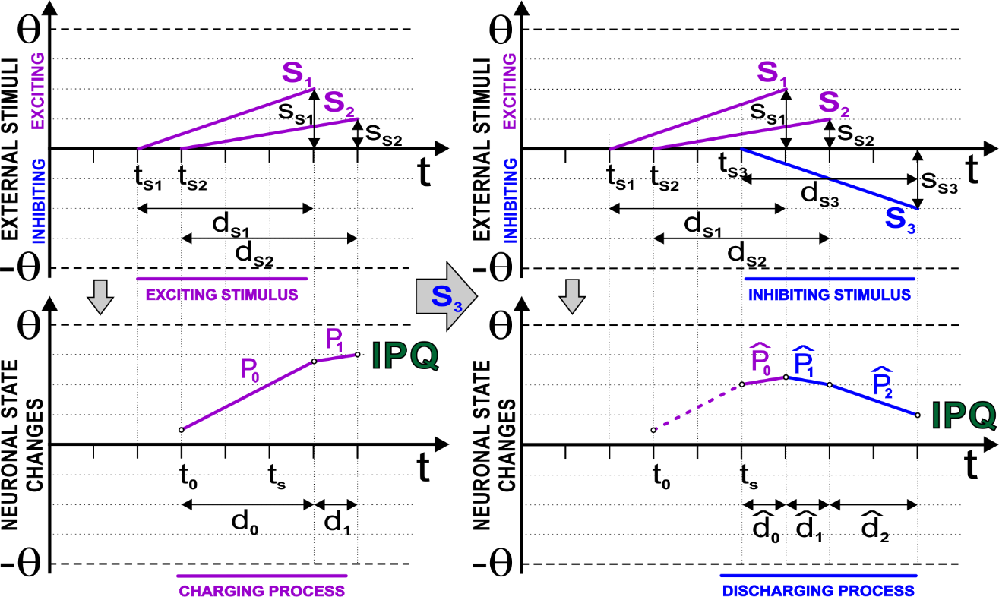 θ
EXTERNAL STIMULI
EXCITING
INHIBITING
S1
S2
sS1
sS2
tS1
tS2
t
dS1
dS2
-θ
EXCITING STIMULUS
θ
EXTERNAL STIMULI
EXCITING
INHIBITING
S1
S2
sS1
sS2
tS1
tS2
tS3
t
sS3
dS3
S3
dS1
dS2
-θ
INHIBITING STIMULUS
S3
θ
NEURONAL STATE
CHANGES
P0
P1
IPQ
t0
ts
t
d0
d1
-θ
CHARGING PROCESS
θ
NEURONAL STATE
CHANGES
P̂0
P̂1
P̂2
IPQ
t0
ts
t
d̂0
d̂1
d̂2
-θ
DISCHARGING PROCESS